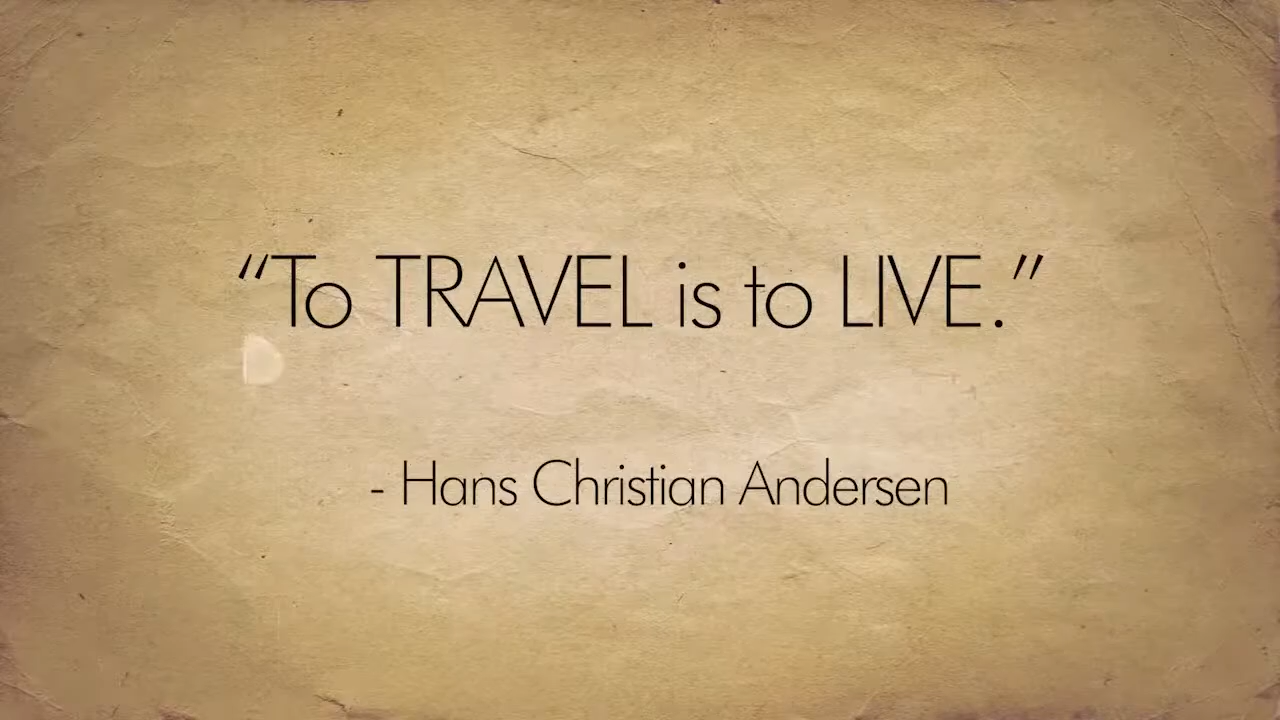 “To TRAVEL is to LIVE.”
- Hans Christian Andersen